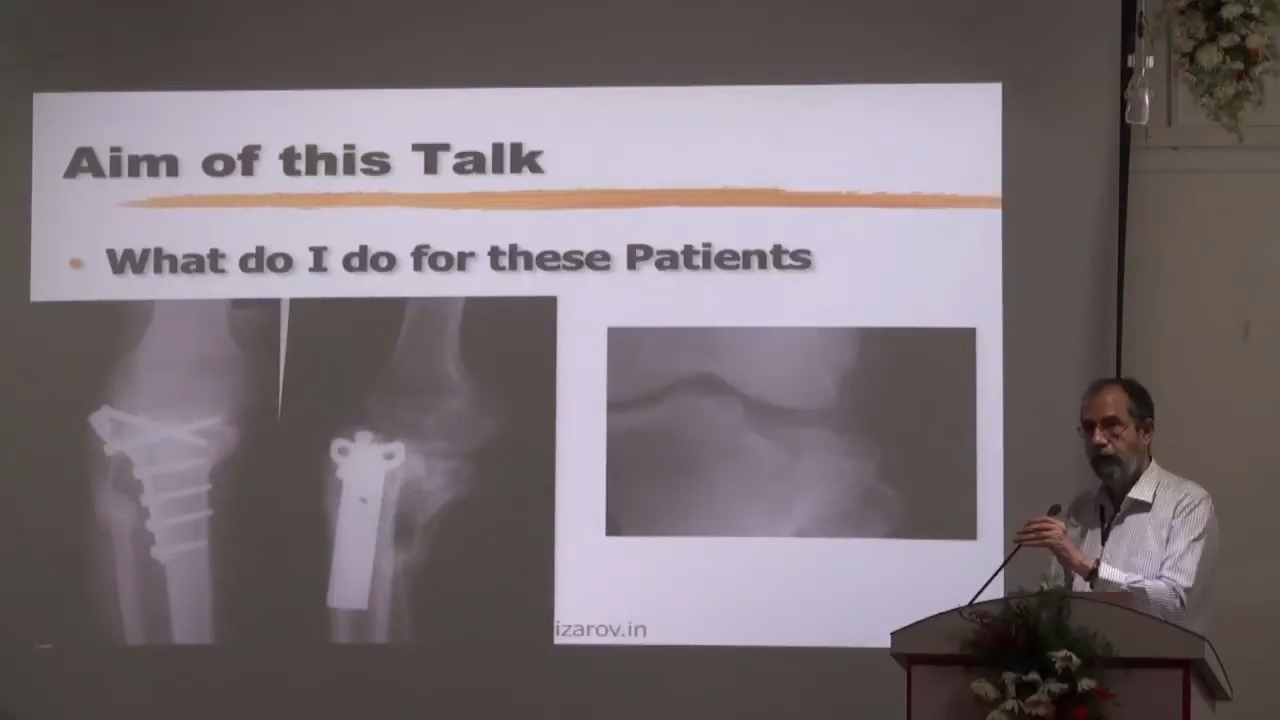 Aim of this Talk
• What do I do for these Patients
izarov.in